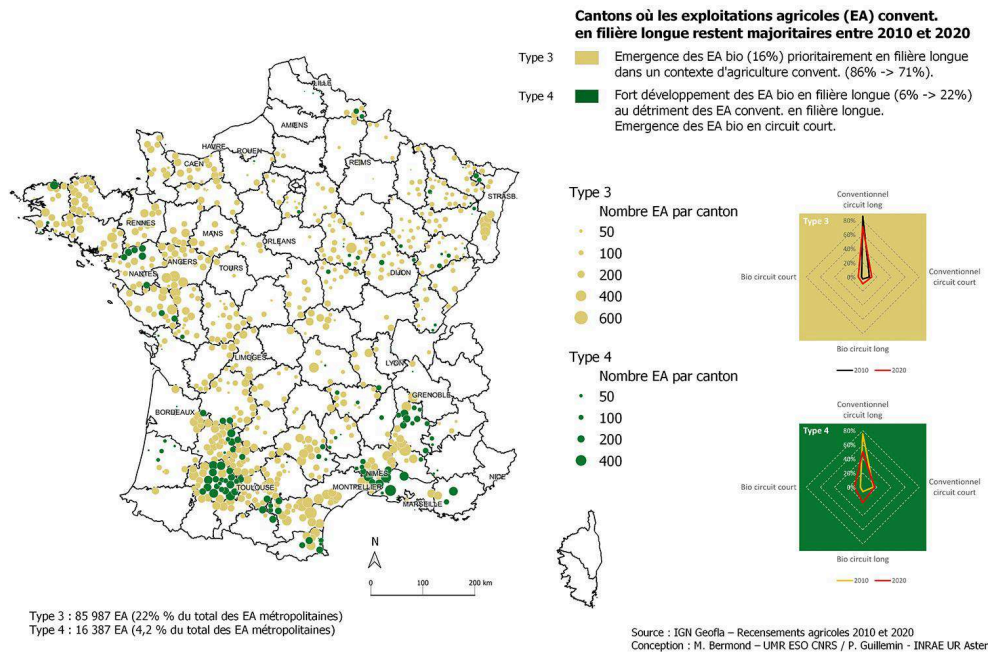 Cantons où les exploitations agricoles (EA) convent.
en filière longue restent majoritaires entre 2010 et 2020
Type 3
Emergence des EA bio (16%) prioritairement en filière longue
dans un contexte d'agriculture convent. (86% -> 71%).
Type 4
Fort développement des EA bio en filière longue (6% -> 22%)
au détriment des EA convent. en filière longue.
Emergence des EA bio en circuit court.
LILLE
AMIENS
HAVRE
ROUEN
CAEN
REIMS
STRASB.
RENNES
MANS
ORLEANS
ANGERS
TOURS
NANTES
DIJON
LIMOGES
LYON
GRENOBLE
BORDEAUX
NIMES
TOULOUSE
MONTPELLIER
NICE
MARSEILLE
N
0
100
200 km
Type 3
Nombre EA par canton
50
100
200
400
600
Type 4
Nombre EA par canton
50
100
200
400
Conventionnel
circuit long
Type 3
80%
60%
40%
20%
0%
Bio circuit court
Conventionnel
circuit court
Bio circuit long
2010
2020
Conventionnel
circuit long
Type 4
80%
60%
40%
20%
0%
Bio circuit court
Conventionnel
circuit court
Bio circuit long
2010
2020
Type 3 : 85 987 EA (22% % du total des EA métropolitaines)
Type 4 : 16 387 EA (4,2 % du total des EA métropolitaines)
Source : IGN Geofla – Recensements agricoles 2010 et 2020
Conception : M. Bermond – UMR ESO CNRS / P. Guillemin - INRAE UR Aster